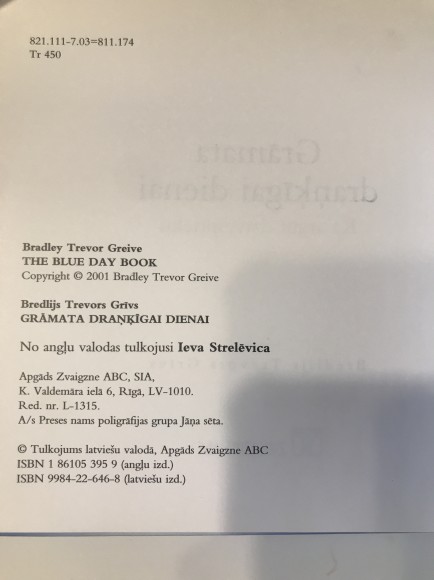 821.111-7.03=811.174
Tr 450
Grāmata
draņķīgai dienai
Bradley Trevor Greive
THE BLUE DAY BOOK
Copyright © 2001 Bradley Trevor Greive
Bredlijs Trevors Grīvs
GRĀMATA DRAŅĶĪGAI DIENAI
No angļu valodas tulkojusi Ieva Strelēvica
Apgāds Zvaigzne ABC, SIA,
K. Valdemāra ielā 6, Rīgā, LV-1010.
Red. nr. L-1315.
A/s Preses nams poligrāfijas grupa Jāņa sēta.
© Tulkojums latviešu valodā, Apgāds Zvaigzne ABC
ISBN 1 86105 395 9 (angļu izd.)
ISBN 9984-22-646-8 (latviešu izd.)